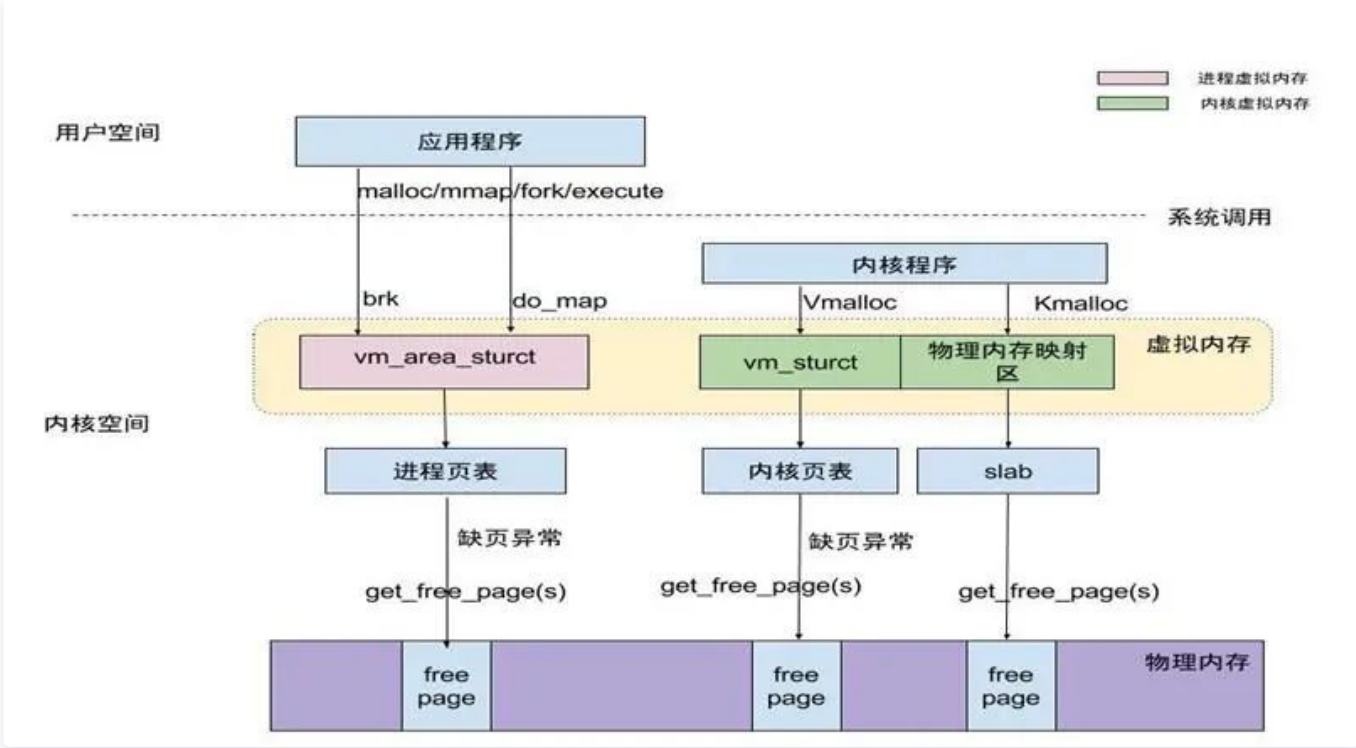 进程虚拟内存
内核虚拟内存
用户空间
应用程序
malloc/mmap/fork/execute
系统调用
内核程序
brk
do_map
Vmalloc
Kmalloc
虚拟内存
vm_area_sturct
vm_sturct
物理内存映射
区
内核空间
进程页表
内核页表
slab
缺页异常
缺页异常
get_free_page(s)
get_free_page(s)
get_free_page(s)
物理内存
free
page
free
page
free
page